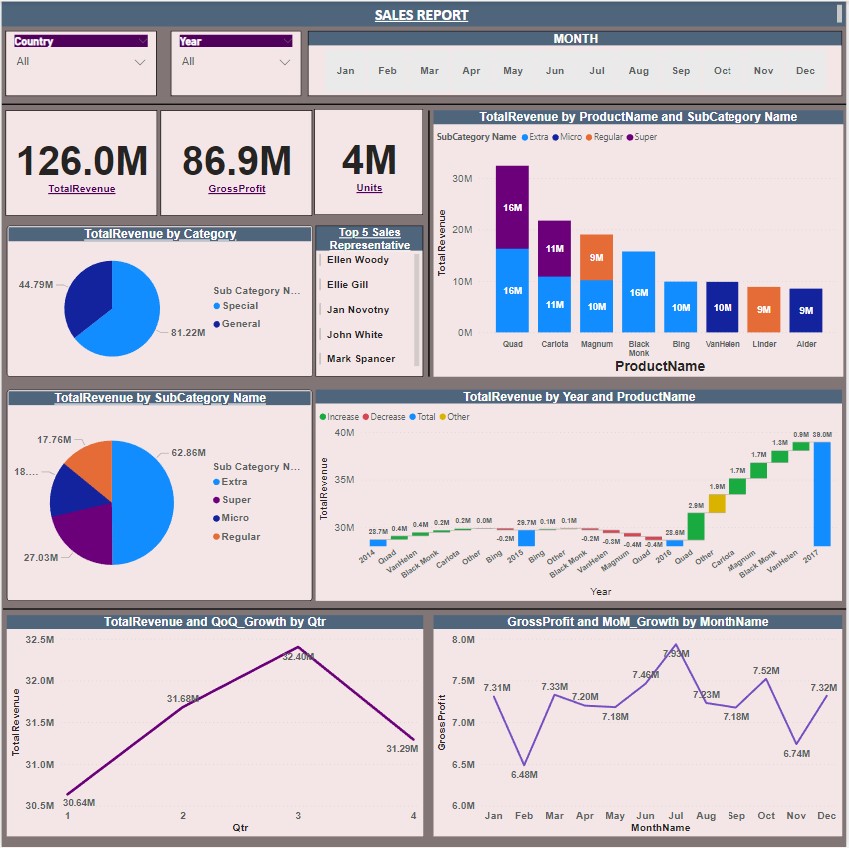 SALES REPORT
Country
All
Year
All
MONTH
Jan Feb Mar Apr May Jun Jul Aug Sep Oct Nov Dec
126.0M
TotalRevenue
86.9M
GrossProfit
4M
Units
TotalRevenue by ProductName and SubCategory Name
SubCategory Name Extra Micro Regular Super
TotalRevenue
30M
20M
10M
0M
16M 11M 9M
16M 11M 10M 16M 10M 10M 9M 9M
Quad Carlota Magnum Black Monk Bing VanHelen Linder Alder
ProductName
TotalRevenue by Category
44.79M
81.22M
Sub Category N...
Special
General
Top 5 Sales
Representative
Ellen Woody
Ellie Gill
Jan Novotny
John White
Mark Spancer
TotalRevenue by SubCategory Name
17.76M
18....
27.03M
62.86M
Sub Category N...
Extra
Super
Micro
Regular
TotalRevenue by Year and ProductName
Increase Decrease Total Other
TotalRevenue
40M
35M
30M
28.7M 0.4M 0.4M 0.2M 0.2M 0.0M -0.2M 29.7M 0.1M 0.1M -0.2M -0.3M -0.4M -0.4M 28.6M 2.9M 1.9M 1.7M 1.7M 1.3M 0.9M 39.0M
2014 Quad VanHelen Black Monk Carlota Other Bing 2015 Bing Other Black Monk VanHelen Magnum Quad 2016 Quad Other Carlota Magnum Black Monk VanHelen 2017
Year
TotalRevenue and QoQ_Growth by Qtr
TotalRevenue
32.5M
32.0M
31.5M
31.0M
30.5M
30.64M
31.68M
32.40M
31.29M
1 2 3 4
Qtr
GrossProfit and MoM_Growth by MonthName
GrossProfit
8.0M
7.5M
7.0M
6.5M
6.0M
7.31M 6.48M 7.33M 7.20M 7.18M 7.46M 7.93M 7.23M 7.18M 7.52M 6.74M 7.32M
Jan Feb Mar Apr May Jun Jul Aug Sep Oct Nov Dec
MonthName